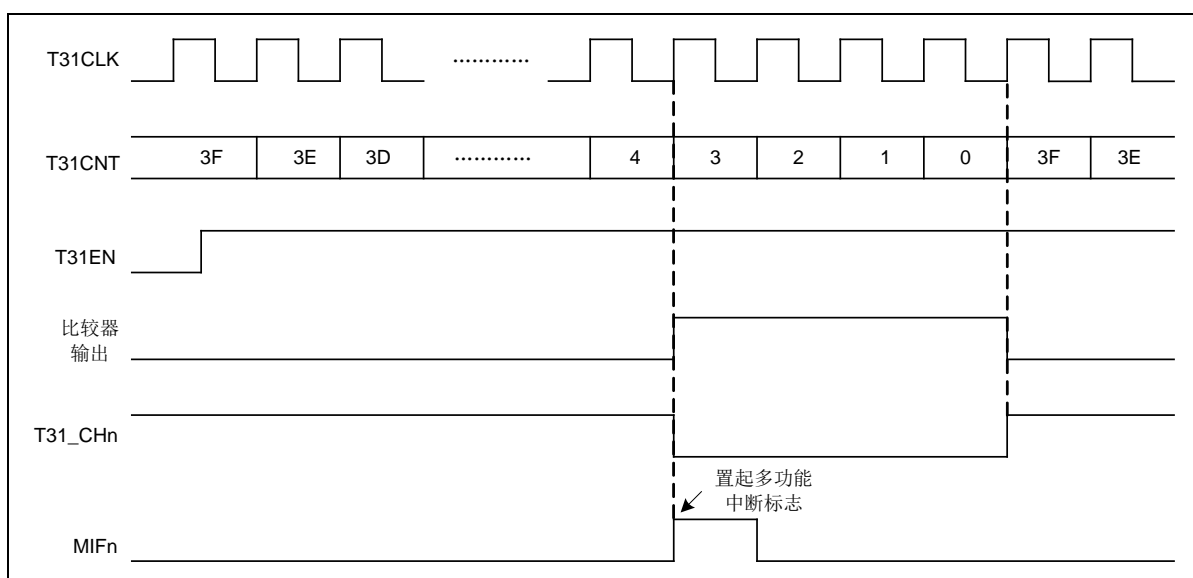 T31CLK
…………
T31CNT 3F 3E 3D ………… 4 3 2 1 0 3F 3E
T31EN
比较器
输出
T31_CHn
置起多功能
中断标志
MIFn